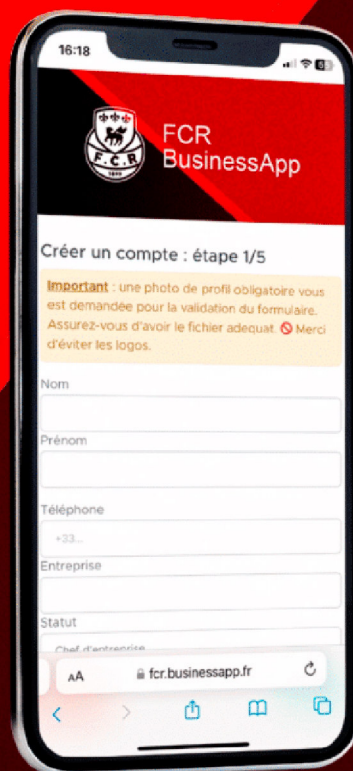 16:18
FCR
BusinessApp
F.C.R
1899
Créer un compte : étape 1/5
Important : une photo de profil obligatoire vous
est demandée pour la validation du formulaire.
Assurez-vous d'avoir le fichier adequat. 🚫 Merci
d'éviter les logos.
Nom
Prénom
Téléphone
+33...
Entreprise
Statut
Chef d'entreprise
AA
fcr.businessapp.fr